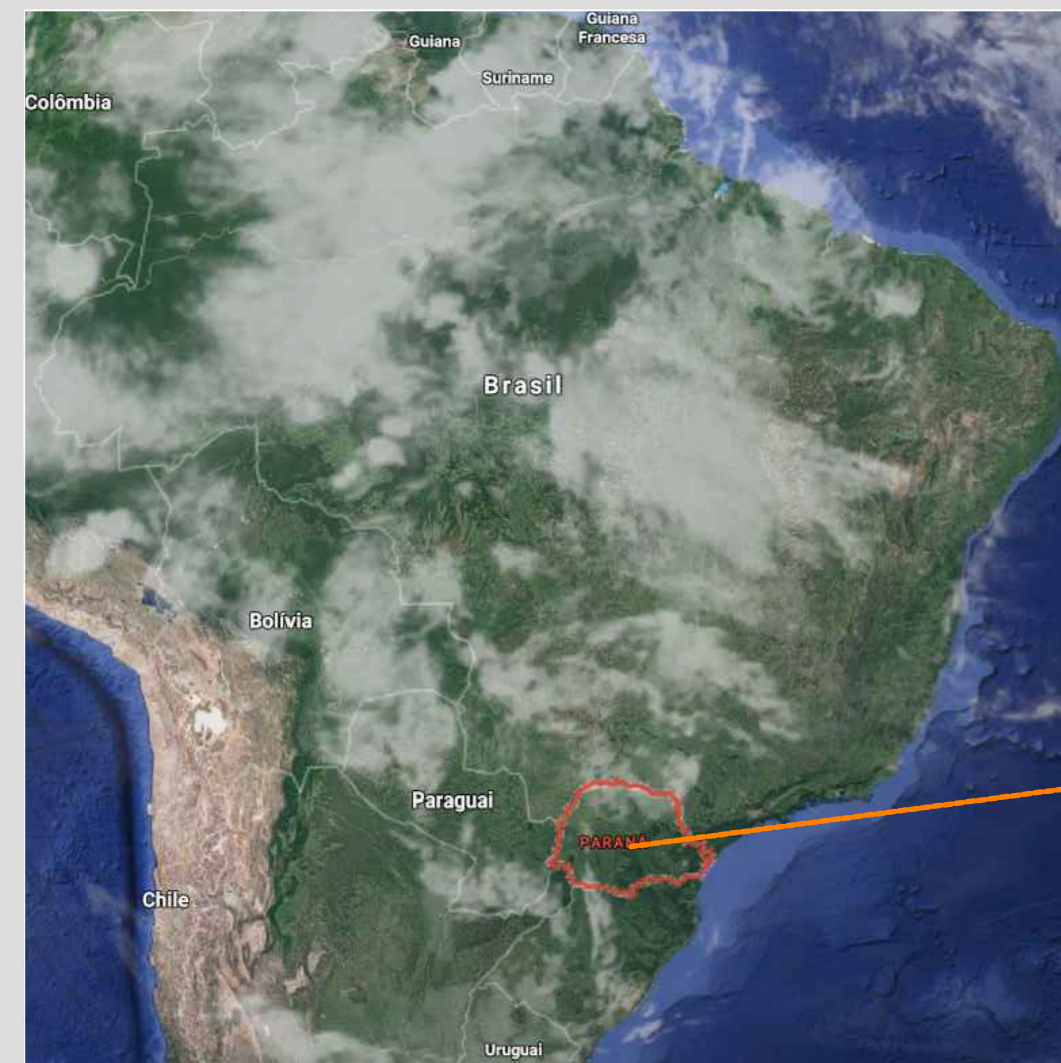 Guiana
Guiana
Francesa
Suriname
Colômbia
Brasil
Bolívia
Paraguai
PARANÁ
Chile
Uruguai